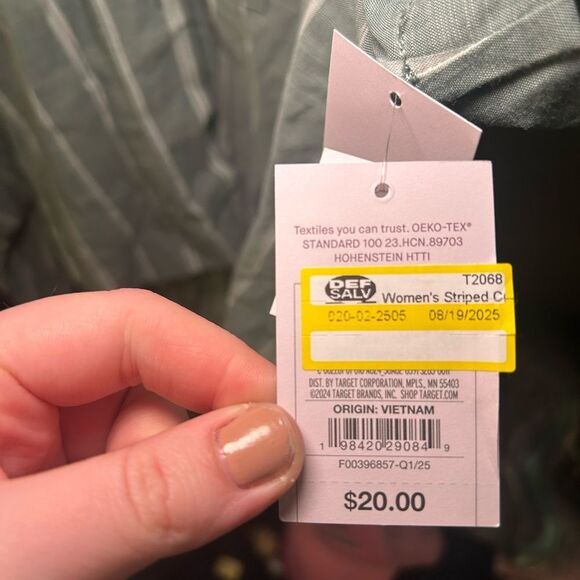 Textiles you can trust. OEKO-TEX®
STANDARD 100 23.HCN.89703
HOHENSTEIN HTTI
T2068
DEF
SALV
Women's Striped
020-02-2505 08/19/2025
DIST. BY TARGET CORPORATION, MPLS., MN 55403
©2024 TARGET BRANDS, INC. SHOP TARGET.COM
ORIGIN: VIETNAM
1 98420 29084 9
F00396857-Q1/25
$20.00